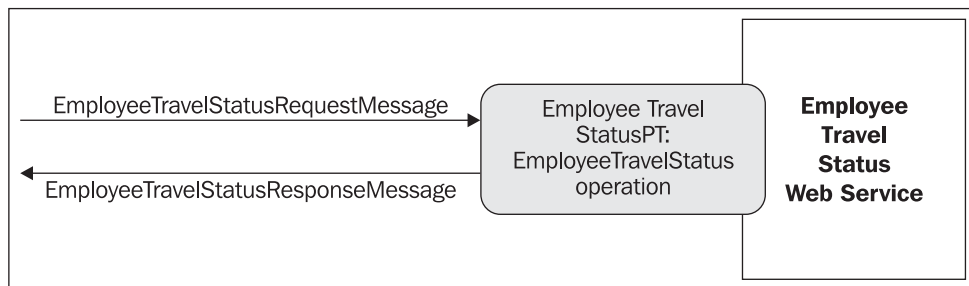 EmployeeTravelStatusRequestMessage
EmployeeTravelStatusResponseMessage
Employee Travel
StatusPT:
EmployeeTravelStatus
operation
Employee
Travel
Status
Web Service